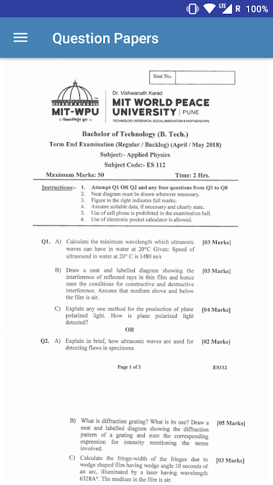 R 100%
Question Papers
Seat No.
Dr. Vishwanath Karad
MIT WORLD PEACE
UNIVERSITY | PUNE
TECHNOLOGY, RESEARCH, SOCIAL INNOVATION & PARTNERSHIPS
MIT-WPU
Bachelor of Technology (B. Tech.)
Term End Examination (Regular / Backlog) (April / May 2018)
Subject:- Applied Physics
Subject Code:- ES 112
Maximum Marks: 50 Time: 2 Hrs.
Instructions:- 1. Attempt Q1 OR Q2 and any four questions from Q3 to Q8
2. Neat diagram must be drawn wherever necessary.
3. Figure to the right indicates full marks.
4. Assume suitable data, if necessary and clearly state.
5. Use of cell phone is prohibited in the examination hall.
6. Use of electronic pocket calculator is allowed.
Q1. A) Calculate the minimum wavelength which ultrasonic [03 Marks]
waves can have in water at 20°C Given: Speed of
ultrasound in water at 20° C is 1480 m/s
B) Draw a neat and labelled diagram showing the [03 Marks]
interference of reflected rays in thin film and hence
state the conditions for constructive and destructive
interference. Assume that medium above and below
the film is air.
C) Explain any one method for the production of plane [04 Marks]
polarized light. How is plane polarized light
detected?
OR
Q2. A) Explain in brief, how ultrasonic waves are used for [02 Marks]
detecting flaws in specimens.
Page 1 of 3 ES112
B) What is diffraction grating? What is its use? Draw a [05 Marks]
neat and labelled diagram showing the diffraction
pattern of a grating and state the corresponding
expression for intensity mentioning the terms
involved.
C) Calculate the fringe-width of the fringes due to [03 Marks]
wedge shaped film having wedge angle 10 seconds of
an arc, illuminated by a laser having wavelength
6328A°. The medium in the film is air.